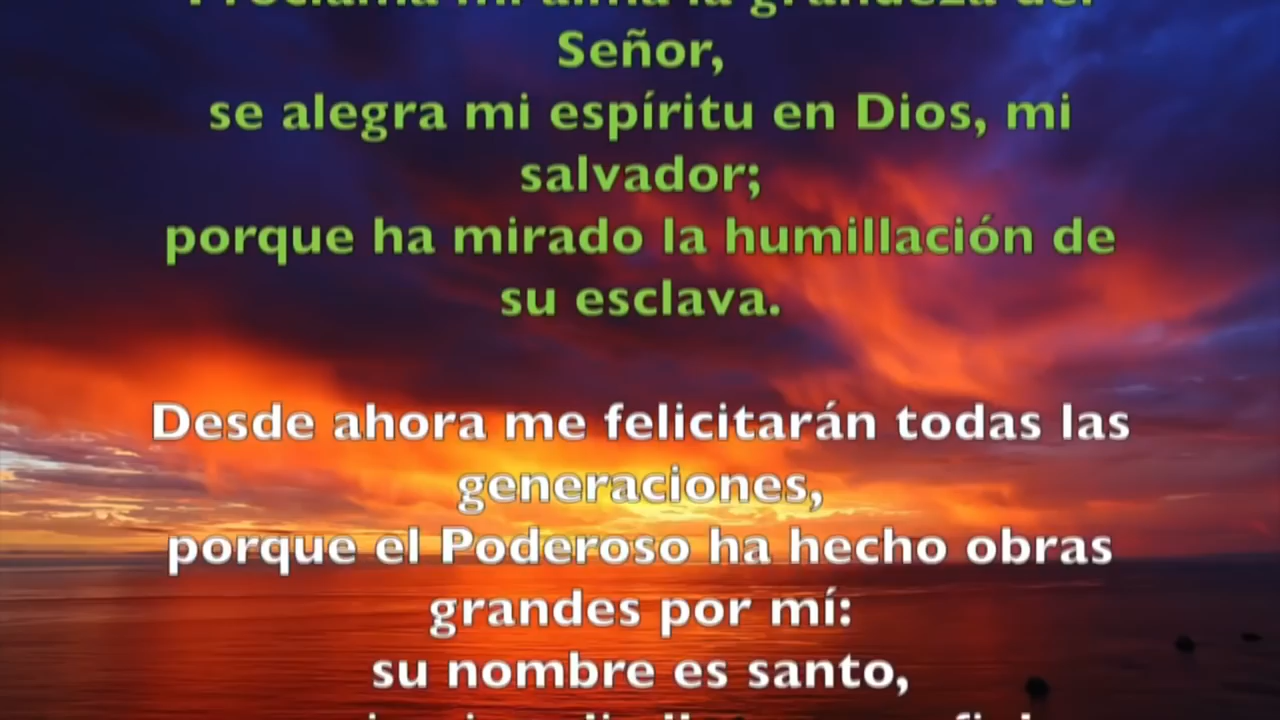 Proclama mi alma la grandeza del
Señor,
se alegra mi espíritu en Dios, mi
salvador;
porque ha mirado la humillación de
su esclava.
Desde ahora me felicitarán todas las
generaciones,
porque el Poderoso ha hecho obras
grandes por mí:
su nombre es santo,